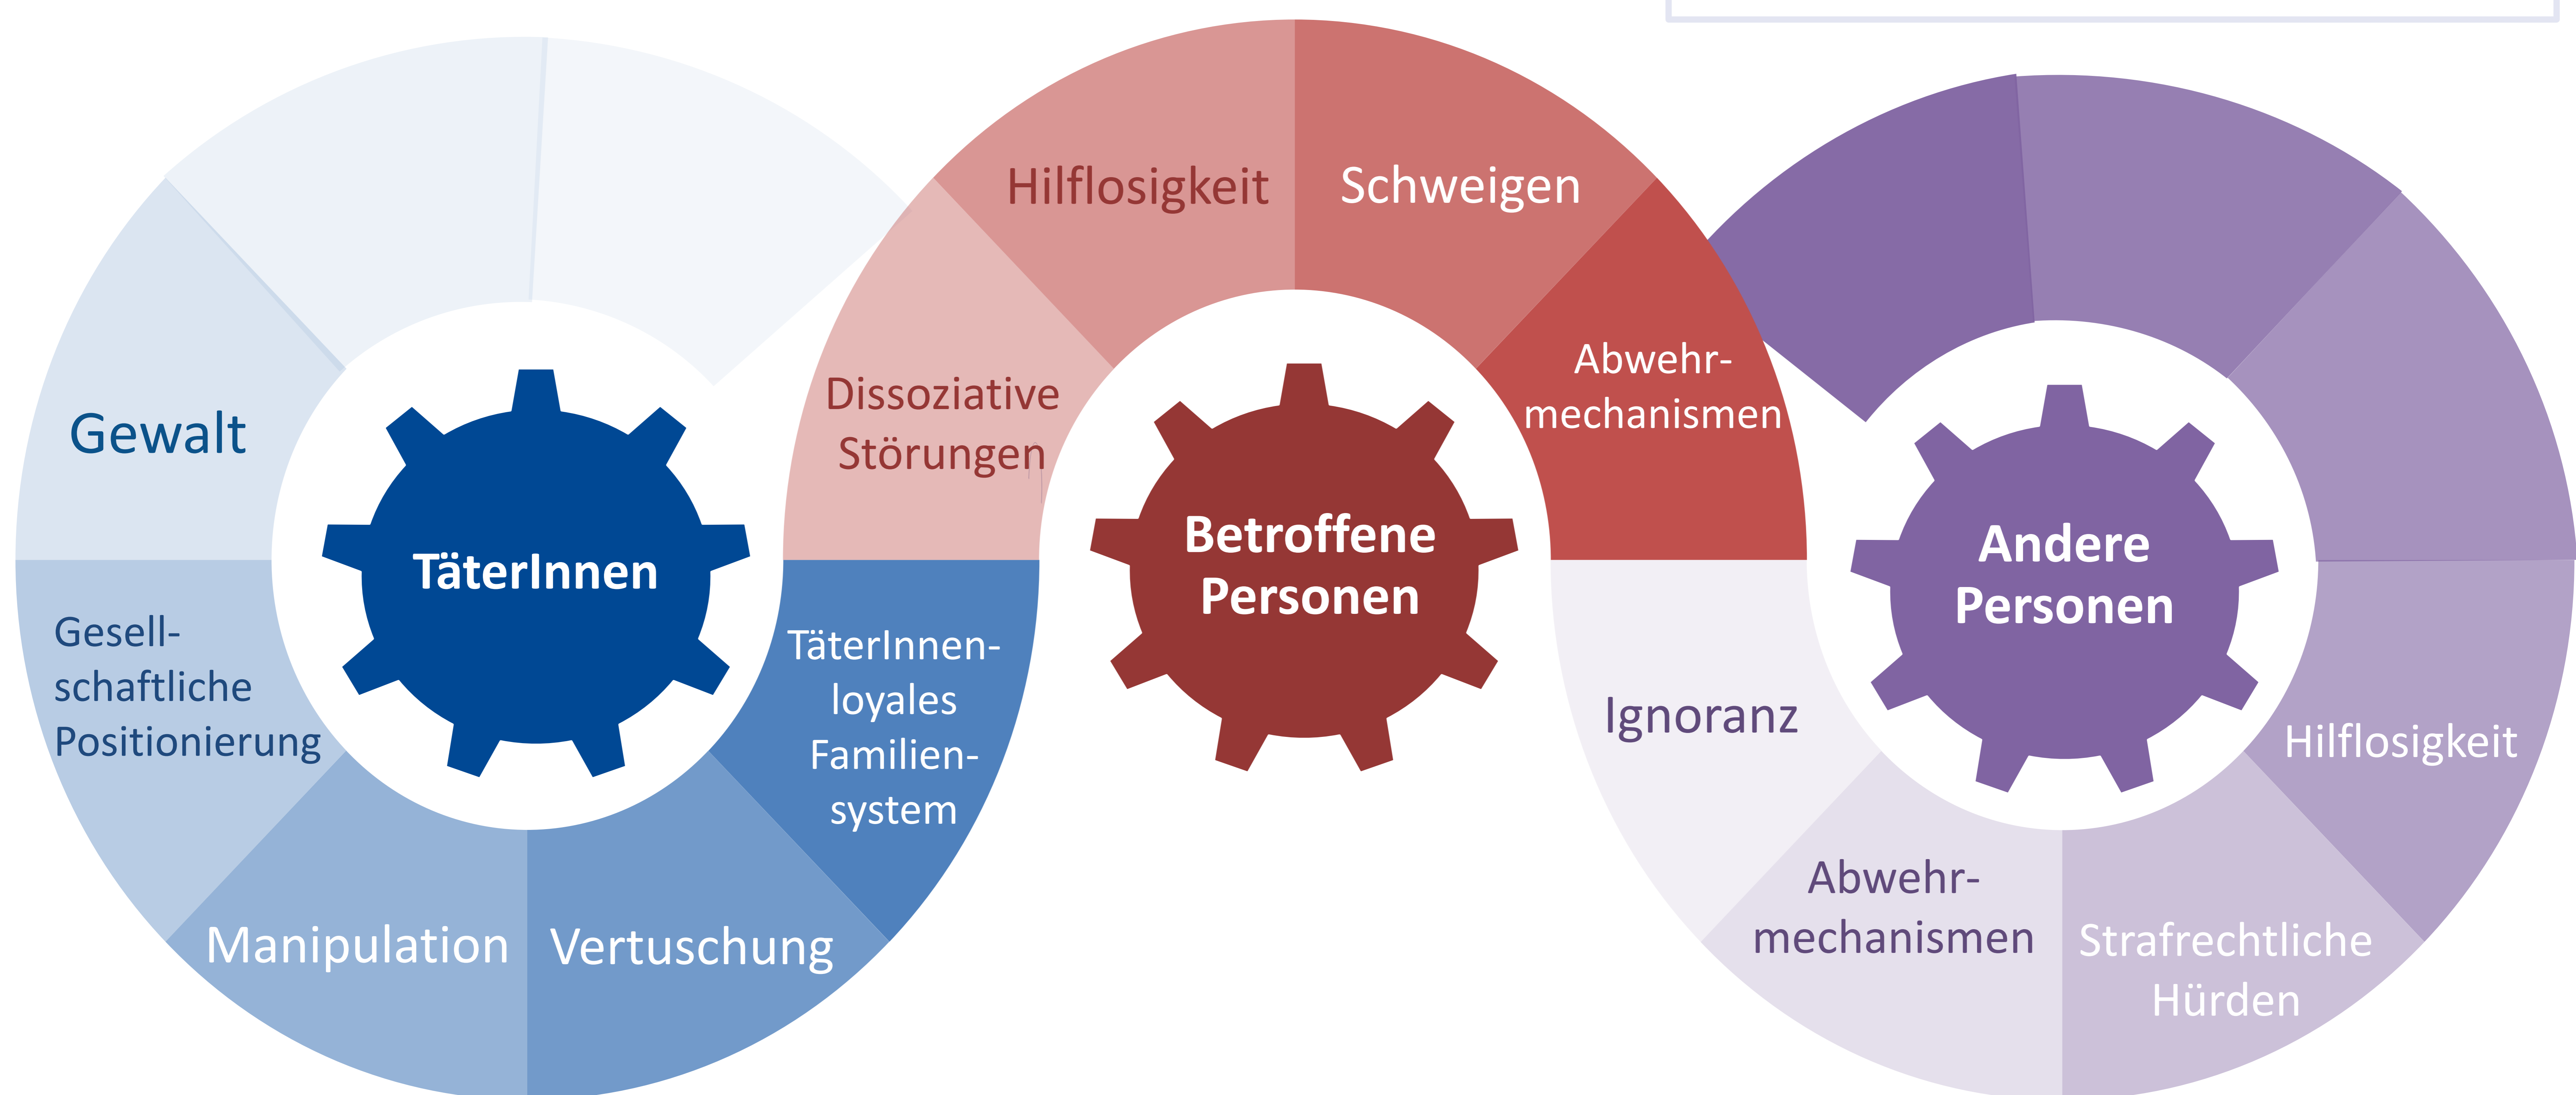 Gewalt
Gesell-
schaftliche
Positionierung
Manipulation
Vertuschung
TäterInnen-
loyales
Familien-
system
TäterInnen
Dissoziative
Störungen
Hilflosigkeit
Schweigen
Abwehr-
mechanismen
Betroffene
Personen
Ignoranz
Abwehr-
mechanismen
Strafrechtliche
Hürden
Hilflosigkeit
Andere
Personen